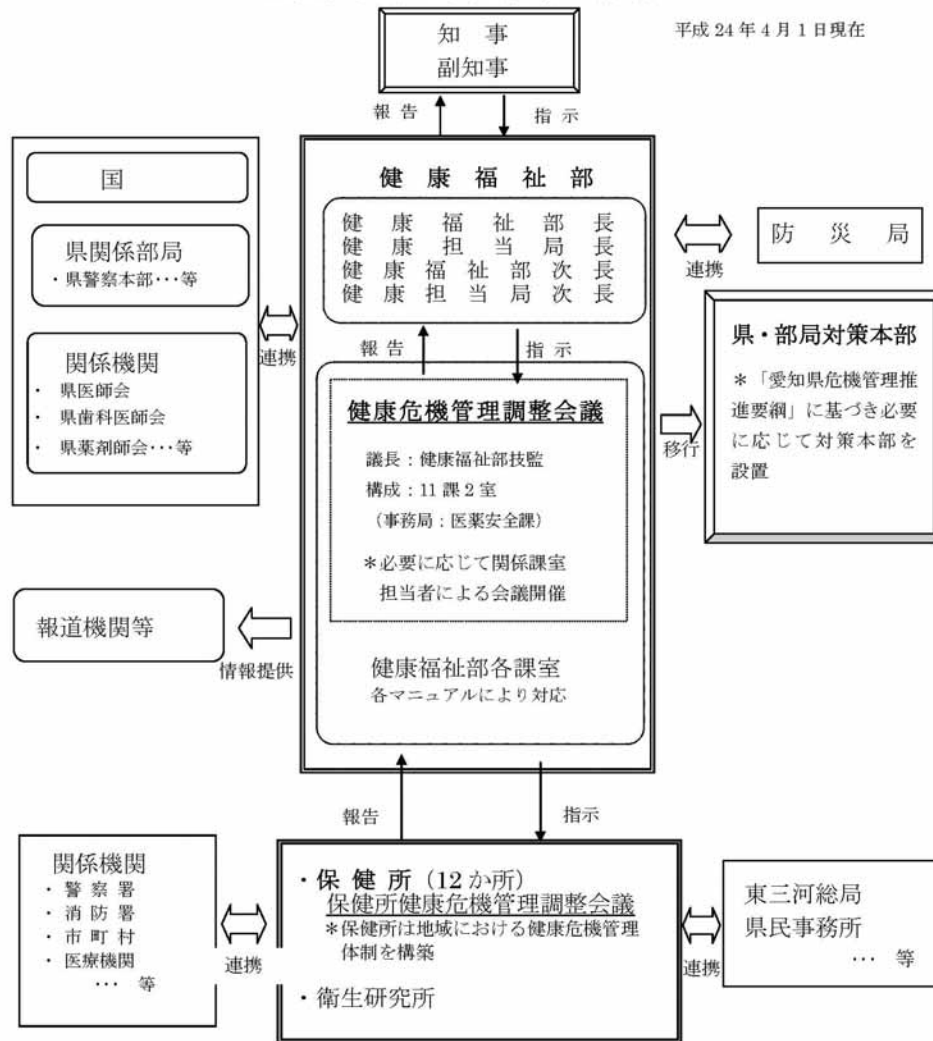 平成 24 年 4 月 1 日現在
知 事
副知事
報 告
指 示
国
県関係部局
・県警察本部･･･等
関係機関
・ 県医師会
・ 県歯科医師会
・ 県薬剤師会･･･等
連携
健 康 福 祉 部
健 康 福 祉 部 長
健 康 担 当 局 長
健 康 福 祉 部 次 長
健 康 担 当 局 次 長
連携
防 災 局
報告
指示
健康危機管理調整会議
議長：健康福祉部技監
構成：11 課 2 室
（事務局：医薬安全課）
＊必要に応じて関係課室
担当者による会議開催
移行
県・部局対策本部
＊「愛知県危機管理推
進要綱」に基づき必要
に応じて対策本部を
設置
報道機関等
情報提供
健康福祉部各課室
各マニュアルにより対応
報告
指示
関係機関
・ 警 察 署
・ 消 防 署
・ 市 町 村
・ 医療機関
･･･ 等
連携
・保 健 所（12 か所）
保健所健康危機管理調整会議
＊保健所は地域における健康危機管理
体制を構築
・衛生研究所
連携
東三河総局
県民事務所
･･･ 等